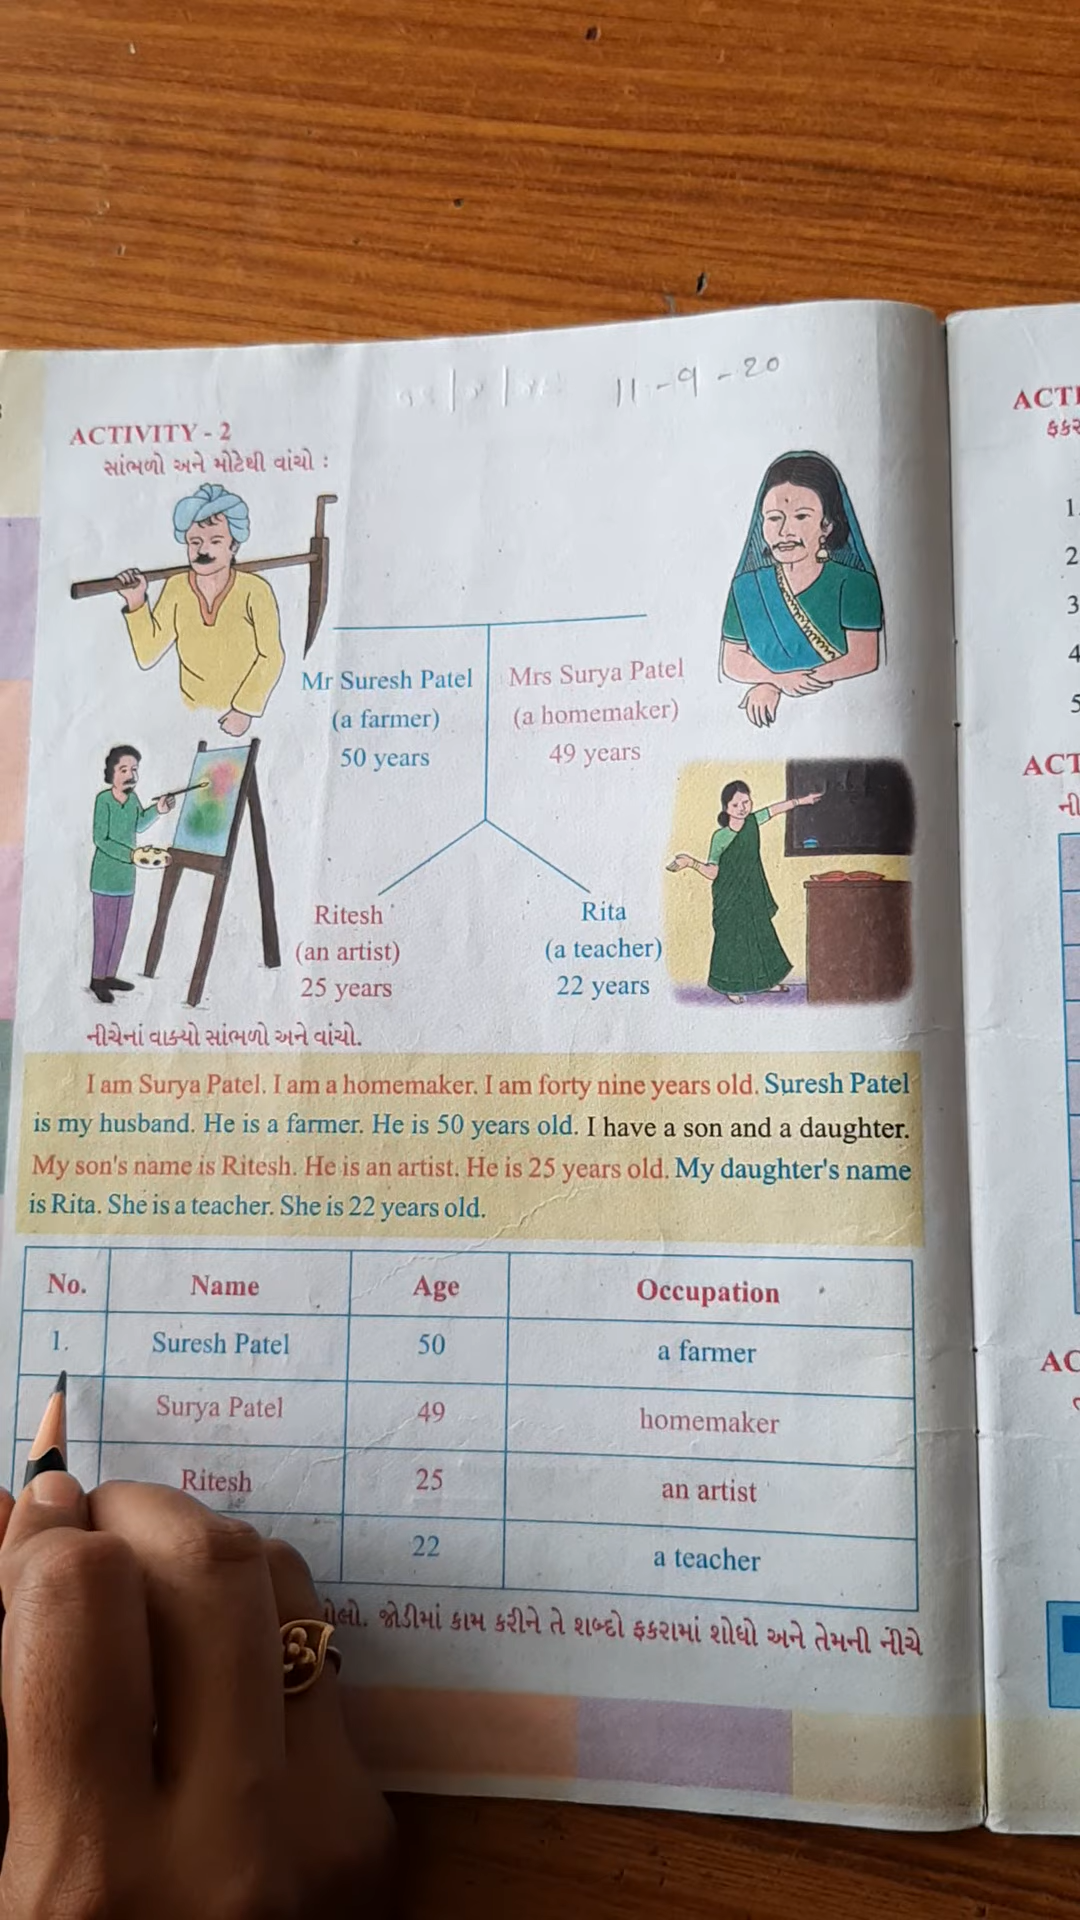 11-9-20
ACTIVITY - 2
સાંભળો અને મોટેથી વાંચો :
Mr Suresh Patel
(a farmer)
50 years
Mrs Surya Patel
(a homemaker)
49 years
Ritesh
(an artist)
25 years
Rita
(a teacher)
22 years
નીચેનાં વાક્યો સાંભળો અને વાંચો.
I am Surya Patel. I am a homemaker. I am forty nine years old. Suresh Patel
is my husband. He is a farmer. He is 50 years old. I have a son and a daughter.
My son's name is Ritesh. He is an artist. He is 25 years old. My daughter's name
is Rita. She is a teacher. She is 22 years old.
No. Name Age Occupation
1. Suresh Patel 50 a farmer
Surya Patel 49 homemaker
Ritesh 25 an artist
22 a teacher
જોડીમાં કામ કરીને તે શબ્દો ફકરામાં શોધો અને તેમની નીચે
ACTI
ફકર
1.
2
3
4
5
ACT
ની
AC